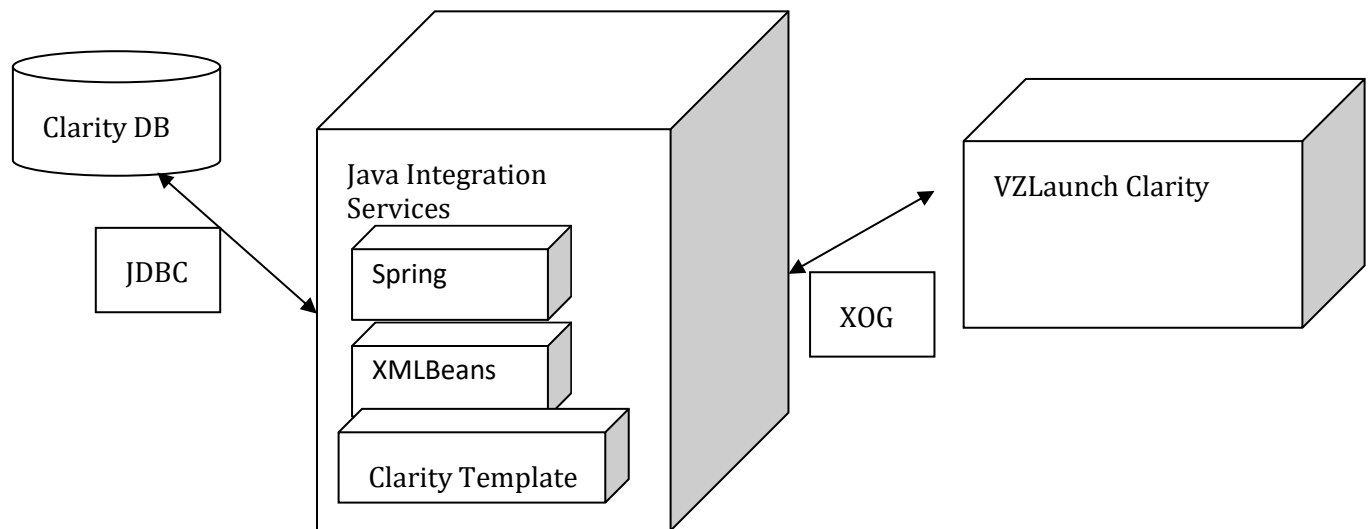 Clarity DB
JDBC
Java Integration
Services
Spring
XMLBeans
Clarity Template
XOG
VZLaunch Clarity